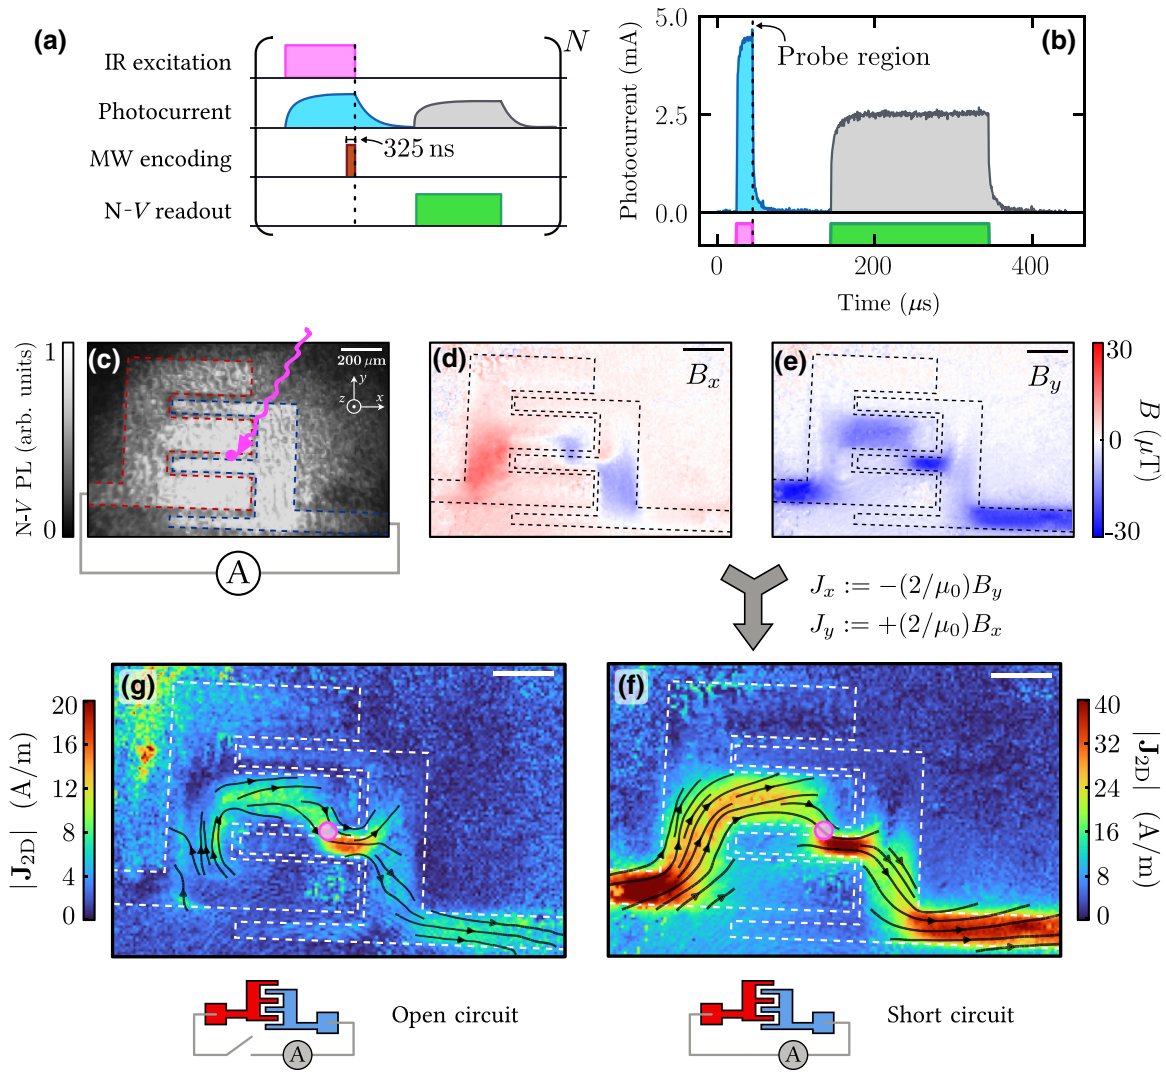 (a)
N
IR excitation
Photocurrent
MW encoding
325 ns
N-V readout
(b)
5.0
2.5
0.0
Photocurrent (mA)
Probe region
0
200
400
Time (μs)
(c)
1
0
N-V PL (arb. units)
200 μm
y
z
x
A
(d)
Bx
(e)
By
30
0
-30
B (μT)
Jx := −(2/μ0)By
Jy := +(2/μ0)Bx
(g)
20
16
12
8
4
0
|J2D| (A/m)
(f)
40
32
24
16
8
0
|J2D| (A/m)
A
Open circuit
A
Short circuit